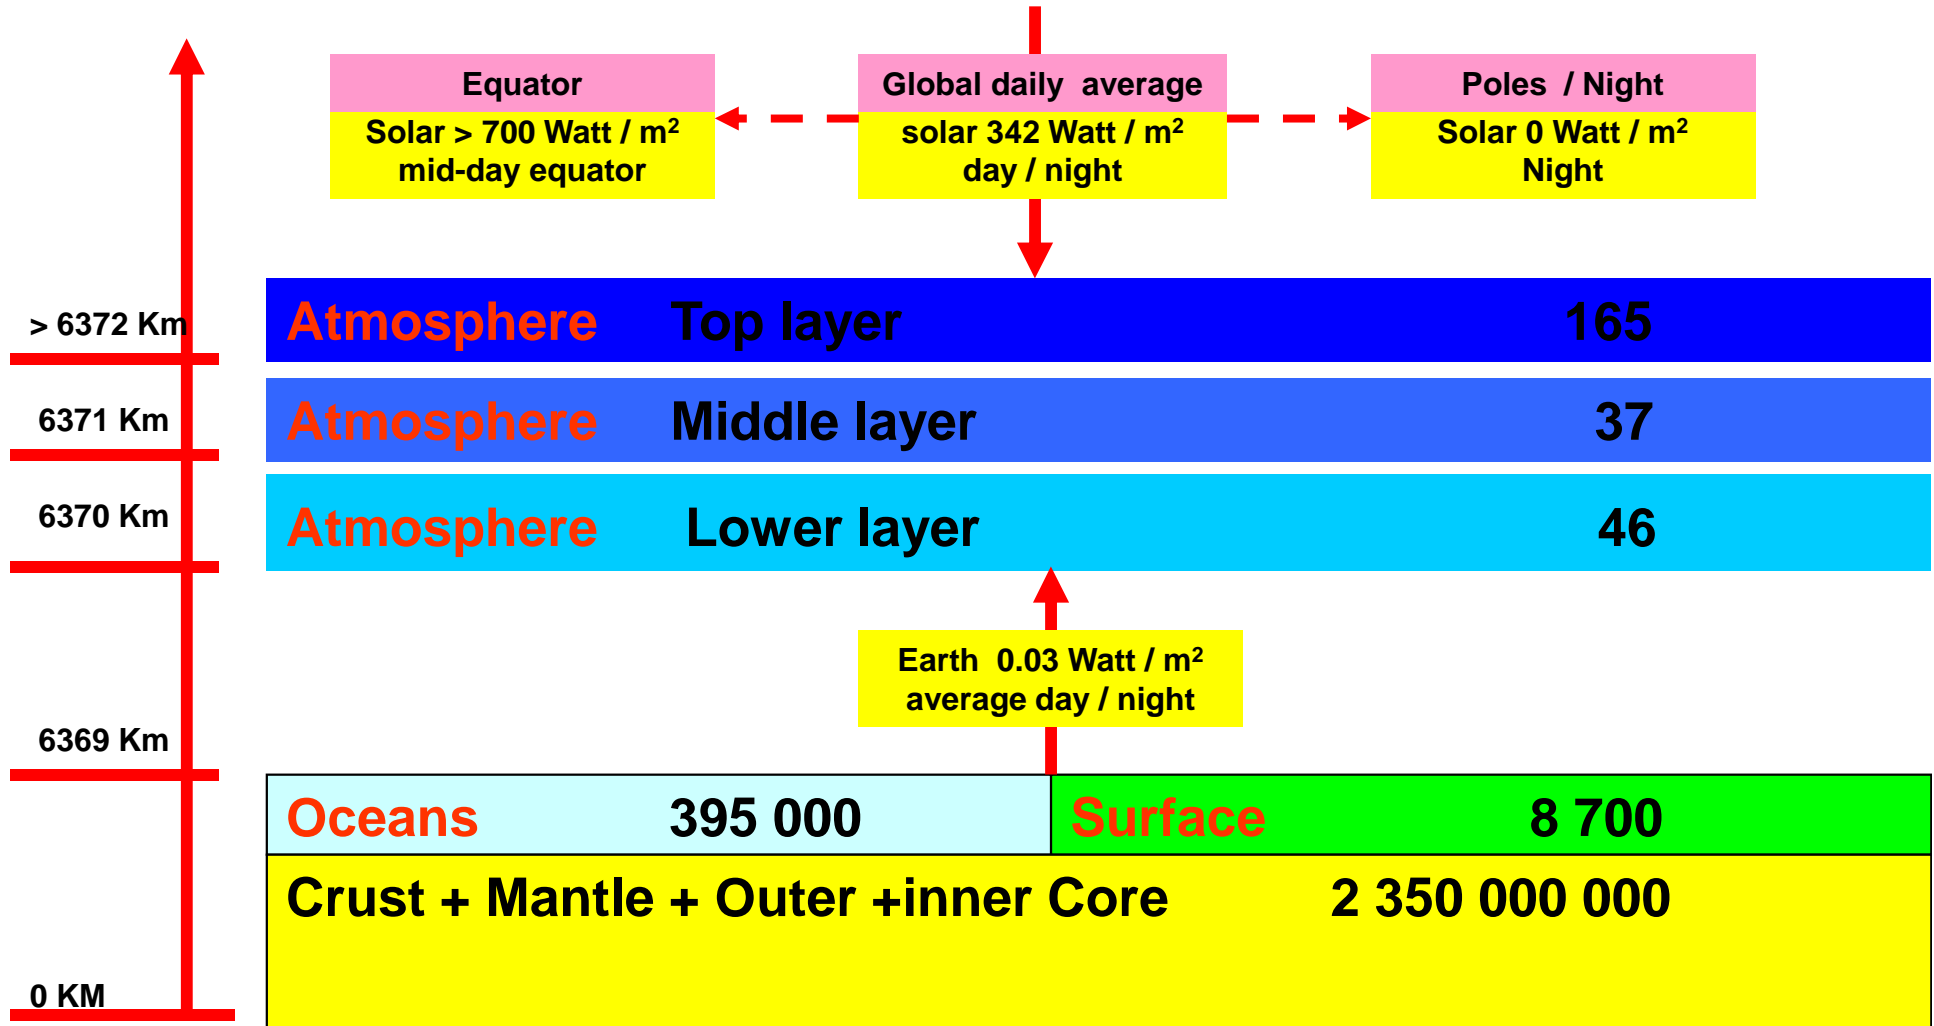 Equator
Solar > 700 Watt / m²
mid-day equator
Global daily average
solar 342 Watt / m²
day / night
Poles / Night
Solar 0 Watt / m²
Night
> 6372 Km
Atmosphere Top layer 165
6371 Km
Atmosphere Middle layer 37
6370 Km
Atmosphere Lower layer 46
Earth 0.03 Watt / m²
average day / night
6369 Km
Oceans 395 000
Surface 8 700
Crust + Mantle + Outer +inner Core 2 350 000 000
0 KM